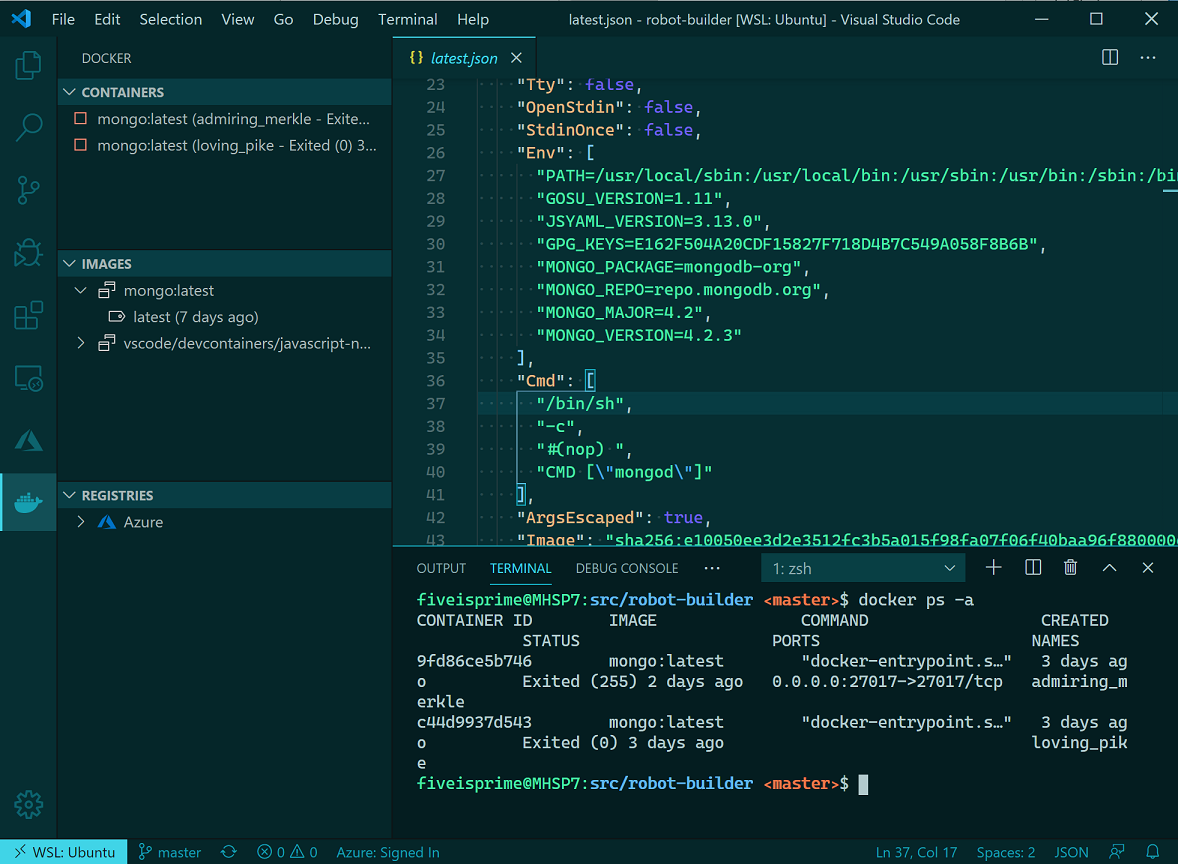 File Edit Selection View Go Debug Terminal Help latest.json - robot-builder [WSL: Ubuntu] - Visual Studio Code
DOCKER
CONTAINERS
mongo:latest (admiring_merkle - Exite...
mongo:latest (loving_pike - Exited (0) 3...
IMAGES
mongo:latest
latest (7 days ago)
vscode/devcontainers/javascript-n...
REGISTRIES
Azure
{} latest.json
23 "Tty": false,
24 "OpenStdin": false,
25 "StdinOnce": false,
26 "Env": [
27 "PATH=/usr/local/sbin:/usr/local/bin:/usr/sbin:/usr/bin:/sbin:/bi
28 "GOSU_VERSION=1.11",
29 "JSYAML_VERSION=3.13.0",
30 "GPG_KEYS=E162F504A20CDF15827F718D4B7C549A058F8B6B",
31 "MONGO_PACKAGE=mongodb-org",
32 "MONGO_REPO=repo.mongodb.org",
33 "MONGO_MAJOR=4.2",
34 "MONGO_VERSION=4.2.3"
35 ],
36 "Cmd": [
37 "/bin/sh",
38 "-c",
39 "#(nop) ",
40 "CMD [\"mongod\"]"
41 ],
42 "ArgsEscaped": true,
43 "Image": "sha256:e10050ee3d2e3512fc3b5a015f98fa07f06f40baa96f880000
OUTPUT TERMINAL DEBUG CONSOLE ··· 1: zsh
fiveisprime@MHSP7:src/robot-builder <master>$ docker ps -a
CONTAINER ID IMAGE COMMAND CREATED
STATUS PORTS NAMES
9fd86ce5b746 mongo:latest "docker-entrypoint.s…" 3 days ag
o Exited (255) 2 days ago 0.0.0.0:27017->27017/tcp admiring_m
erkle
c44d9937d543 mongo:latest "docker-entrypoint.s…" 3 days ag
o Exited (0) 3 days ago loving_pik
e
fiveisprime@MHSP7:src/robot-builder <master>$
WSL: Ubuntu master 0 0 Azure: Signed In Ln 37, Col 17 Spaces: 2 JSON